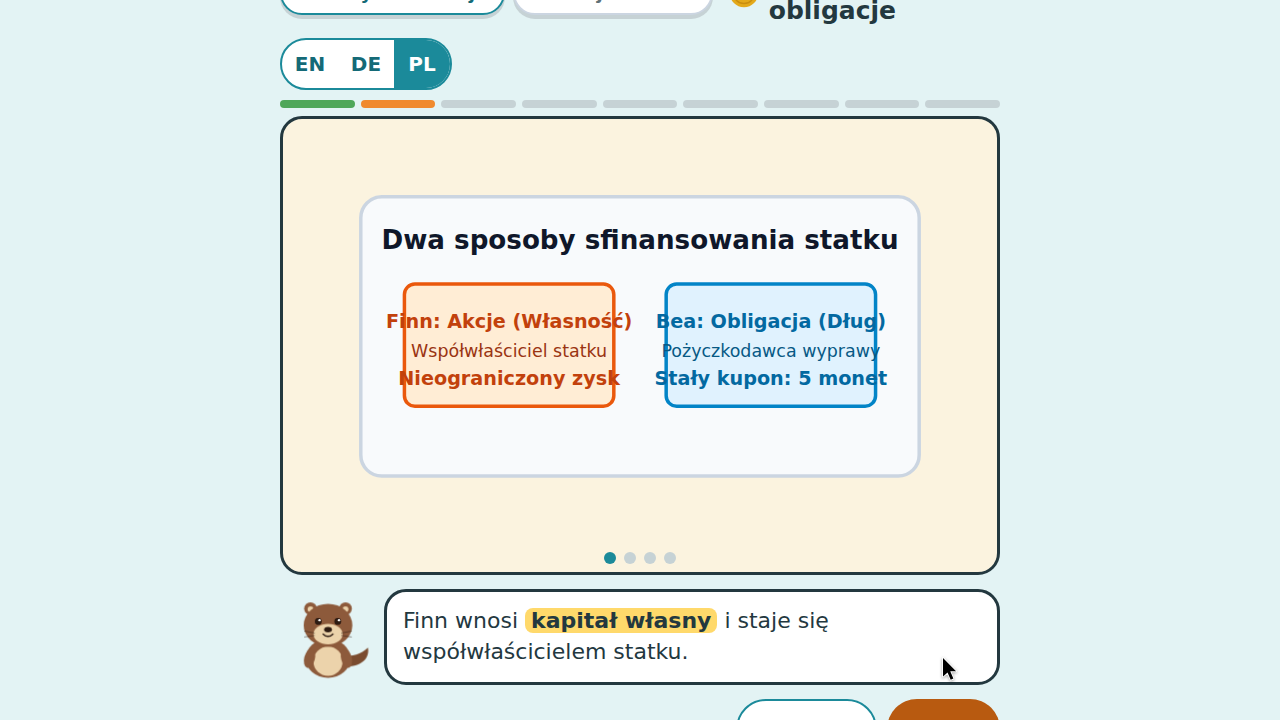 obligacje
EN DE PL
Dwa sposoby sfinansowania statku
Finn: Akcje (Własność)
Współwłaściciel statku
Nieograniczony zysk
Bea: Obligacja (Dług)
Pożyczkodawca wyprawy
Stały kupon: 5 monet
Finn wnosi kapitał własny i staje się
współwłaścicielem statku.